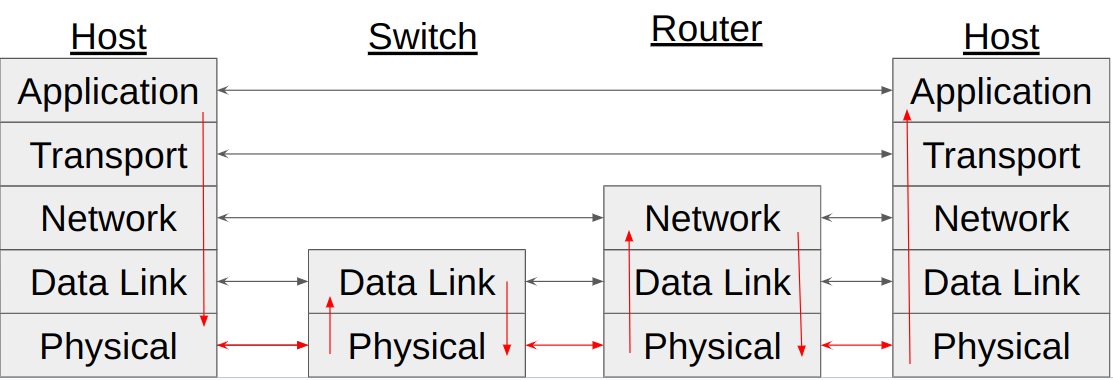 Host
Switch
Router
Host
Application
Application
Transport
Transport
Network
Network
Network
Data Link
Data Link
Data Link
Data Link
Physical
Physical
Physical
Physical